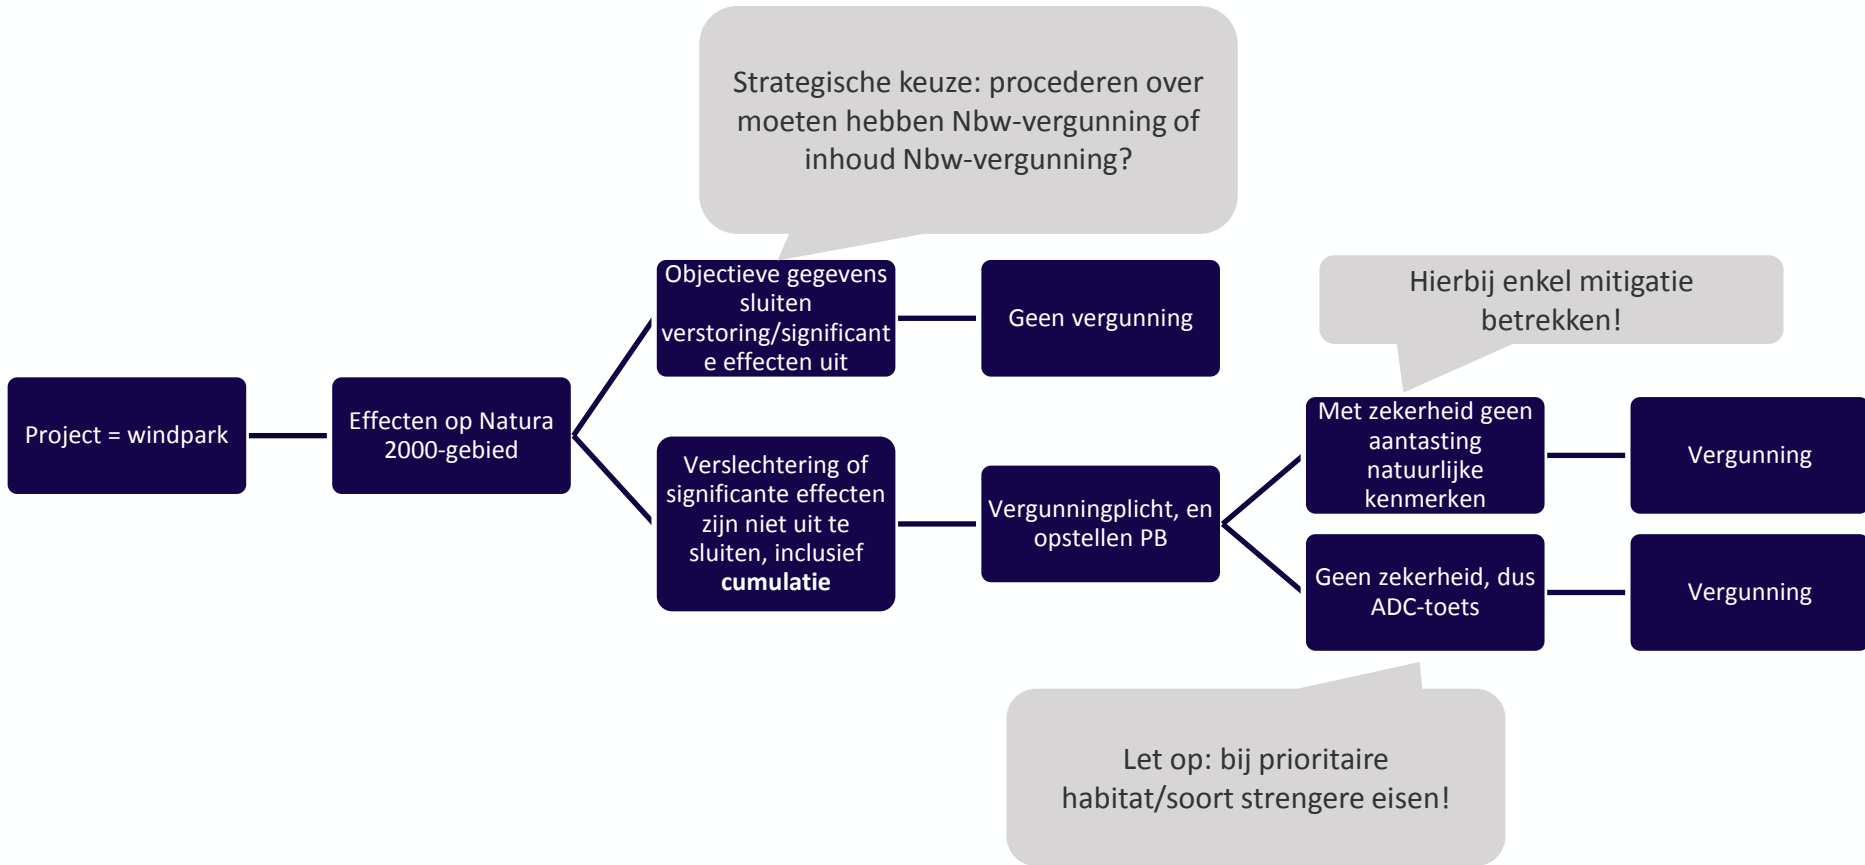 Strategische keuze: procederen over
moeten hebben Nbw-vergunning of
inhoud Nbw-vergunning?
Objectieve gegevens
sluiten
verstoring/significant
e effecten uit
Geen vergunning
Hierbij enkel mitigatie
betrekken!
Project = windpark
Effecten op Natura
2000-gebied
Met zekerheid geen
aantasting
natuurlijke
kenmerken
Vergunning
Verslechtering of
significante effecten
zijn niet uit te
sluiten, inclusief
cumulatie
Vergunningplicht, en
opstellen PB
Geen zekerheid, dus
ADC-toets
Vergunning
Let op: bij prioritaire
habitat/soort strengere eisen!